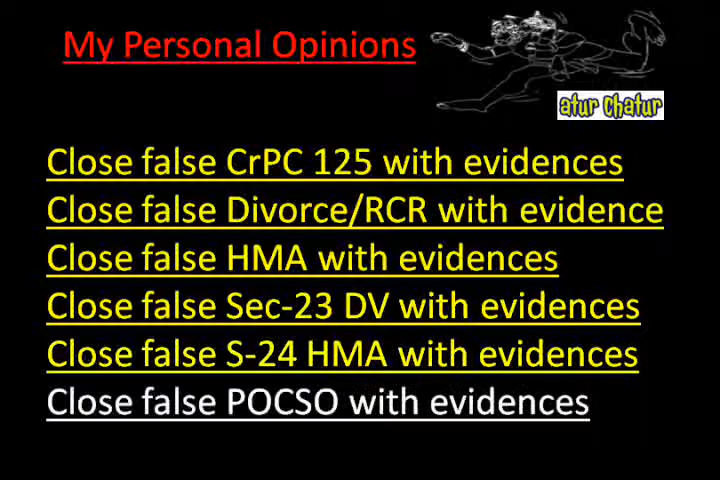 My Personal Opinions
atur chatur
Close false CrPC 125 with evidences
Close false Divorce/RCR with evidence
Close false HMA with evidences
Close false Sec-23 DV with evidences
Close false S-24 HMA with evidences
Close false POCSO with evidences